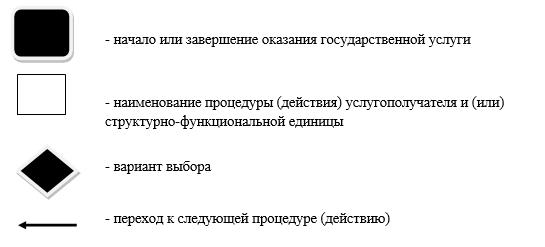 - начало или завершение оказания государственной услуги
- наименование процедуры (действия) услугополучателя и (или)
структурно-функциональной единицы
- вариант выбора
- переход к следующей процедуре (действию)